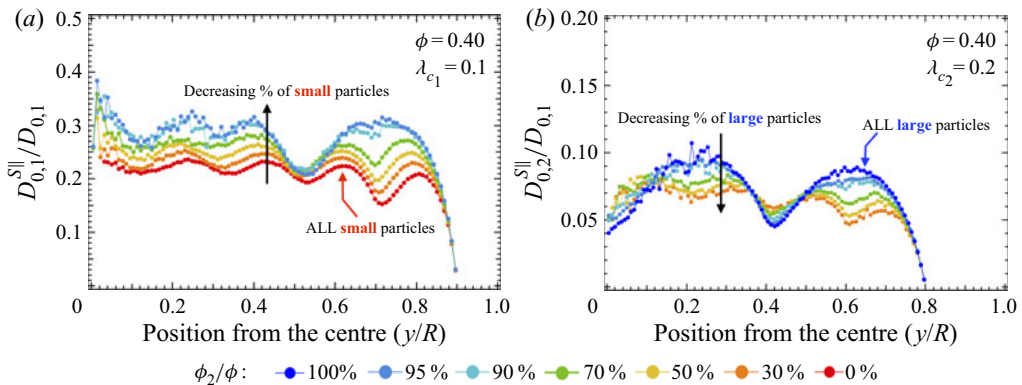 (a)
0.5
0.4
0.3
0.2
0.1
D^{S||}_{0,1}/D_{0,1}
ϕ = 0.40
λ_{c_1} = 0.1
Decreasing % of small particles
ALL small particles
0 0.2 0.4 0.6 0.8 1.0
Position from the centre (y/R)
(b)
0.20
0.15
0.10
0.05
D^{S||}_{0,2}/D_{0,1}
ϕ = 0.40
λ_{c_2} = 0.2
Decreasing % of large particles
ALL large particles
0 0.2 0.4 0.6 0.8 1.0
Position from the centre (y/R)
ϕ_2/ϕ: 100% 95 % 90 % 70 % 50 % 30 % 0 %